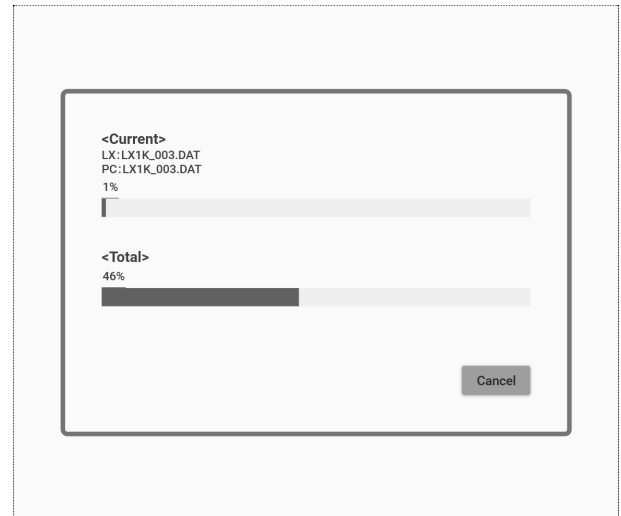 <Current>
LX:LX1K_003.DAT
PC:LX1K_003.DAT
1%
<Total>
46%
Cancel